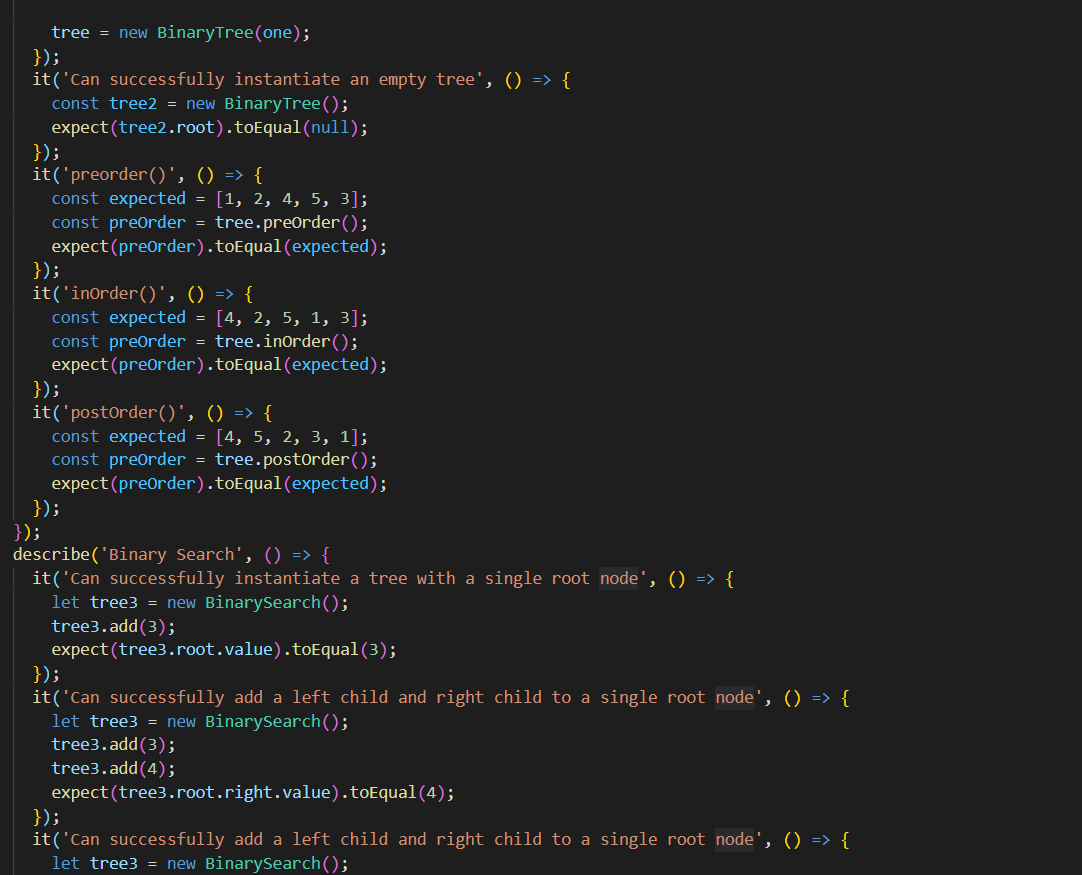 tree = new BinaryTree(one);
});
it('Can successfully instantiate an empty tree', () => {
const tree2 = new BinaryTree();
expect(tree2.root).toEqual(null);
});
it('preorder()', () => {
const expected = [1, 2, 4, 5, 3];
const preOrder = tree.preOrder();
expect(preOrder).toEqual(expected);
});
it('inOrder()', () => {
const expected = [4, 2, 5, 1, 3];
const preOrder = tree.inOrder();
expect(preOrder).toEqual(expected);
});
it('postOrder()', () => {
const expected = [4, 5, 2, 3, 1];
const preOrder = tree.postOrder();
expect(preOrder).toEqual(expected);
});
});
describe('Binary Search', () => {
it('Can successfully instantiate a tree with a single root node', () => {
let tree3 = new BinarySearch();
tree3.add(3);
expect(tree3.root.value).toEqual(3);
});
it('Can successfully add a left child and right child to a single root node', () => {
let tree3 = new BinarySearch();
tree3.add(3);
tree3.add(4);
expect(tree3.root.right.value).toEqual(4);
});
it('Can successfully add a left child and right child to a single root node', () => {
let tree3 = new BinarySearch();